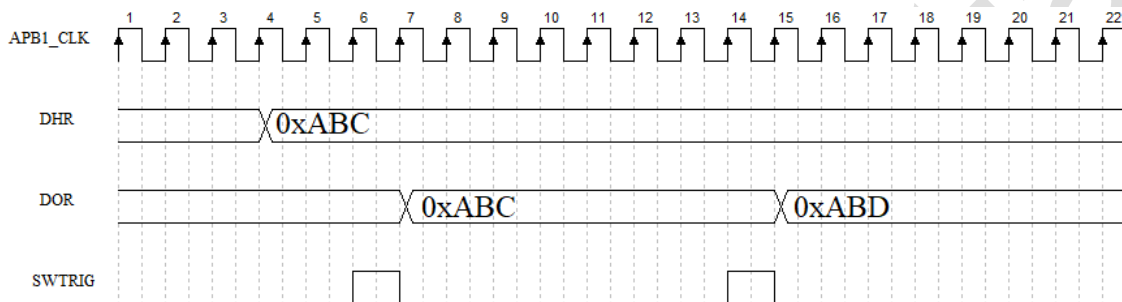 1 2 3 4 5 6 7 8 9 10 11 12 13 14 15 16 17 18 19 20 21 22
APB1_CLK
DHR
0xABC
DOR
0xABC 0xABD
SWTRIG